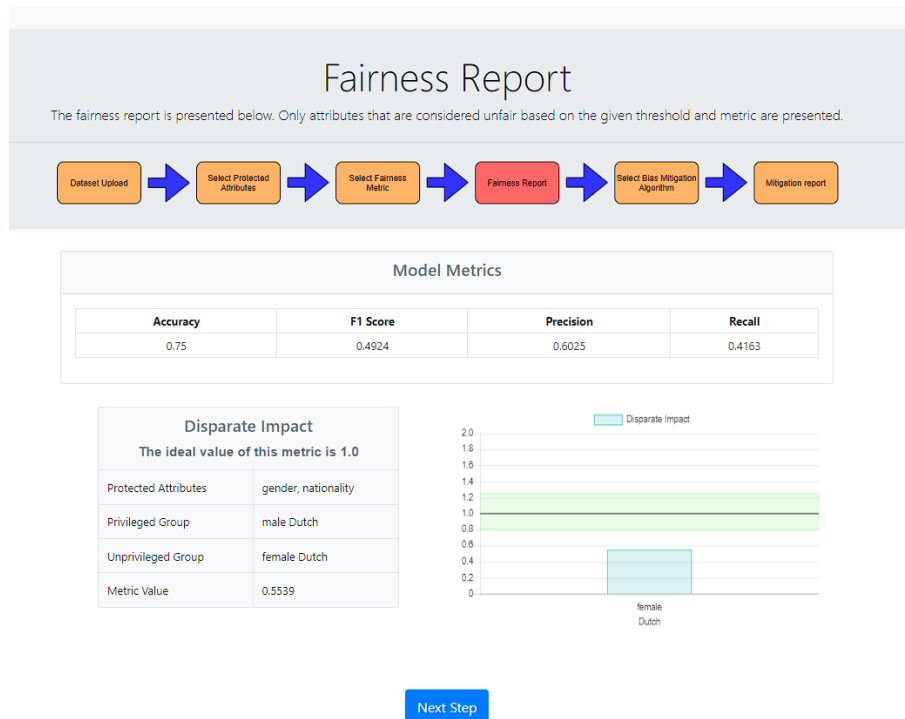 Fairness Report
The fairness report is presented below. Only attributes that are considered unfair based on the given threshold and metric are presented.
Dataset Upload
Select Protected
Attributes
Select Fairness
Metric
Fairness Report
Select Bias Mitigation
Algorithm
Mitigation report
Model Metrics
Accuracy F1 Score Precision Recall
0.75 0.4924 0.6025 0.4163
Disparate Impact
The ideal value of this metric is 1.0
Protected Attributes gender, nationality
Privileged Group male Dutch
Unprivileged Group female Dutch
Metric Value 0.5539
Disparate Impact
2.0
1.8
1.6
1.4
1.2
1.0
0.8
0.6
0.4
0.2
0
female
Dutch
Next Step